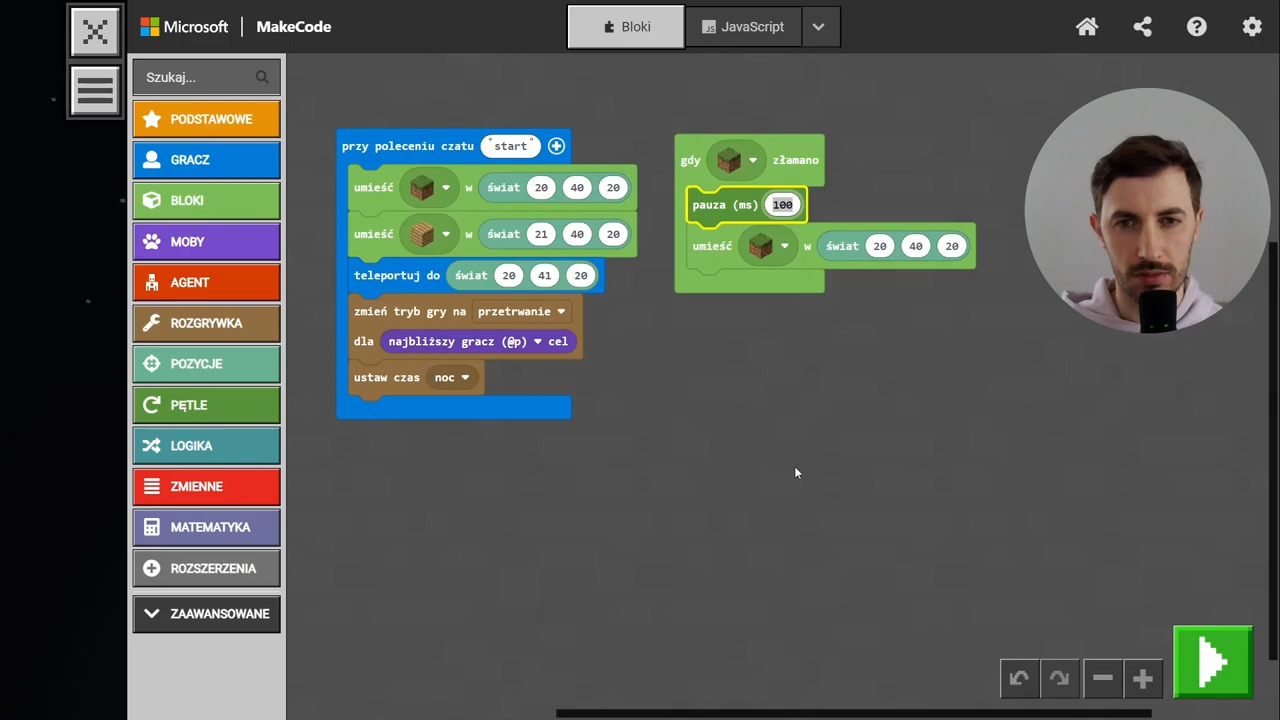 Microsoft | MakeCode
Bloki
JavaScript
Szukaj...
PODSTAWOWE
GRACZ
BLOKI
MOBY
AGENT
ROZGRYWKA
POZYCJE
PĘTLE
LOGIKA
ZMIENNE
MATEMATYKA
ROZSZERZENIA
ZAAWANSOWANE
przy poleceniu czatu "start"
umieść w świat 20 40 20
umieść w świat 21 40 20
teleportuj do świat 20 41 20
zmień tryb gry na przetrwanie
dla najbliższy gracz (@p) cel
ustaw czas noc
gdy złamano
pauza (ms) 100
umieść w świat 20 40 20